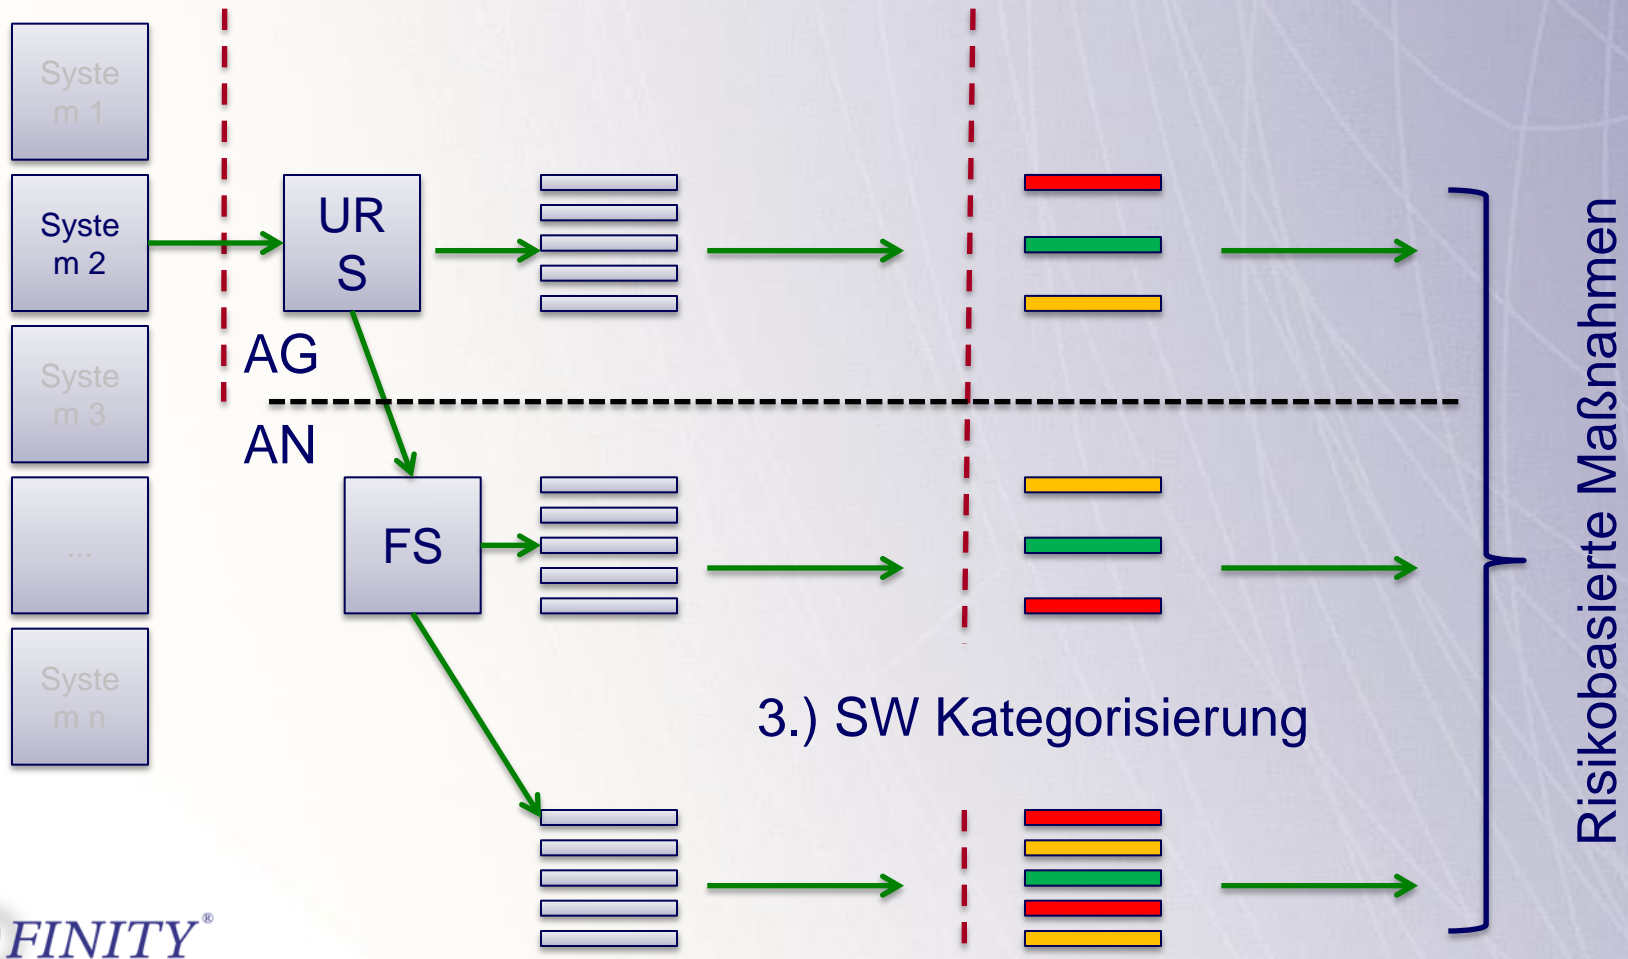 Syste
m 1
Syste
m 2
Syste
m 3
...
Syste
m n
UR
S
AG
AN
FS
3.) SW Kategorisierung
Risikobasierte Maßnahmen
FINITY®